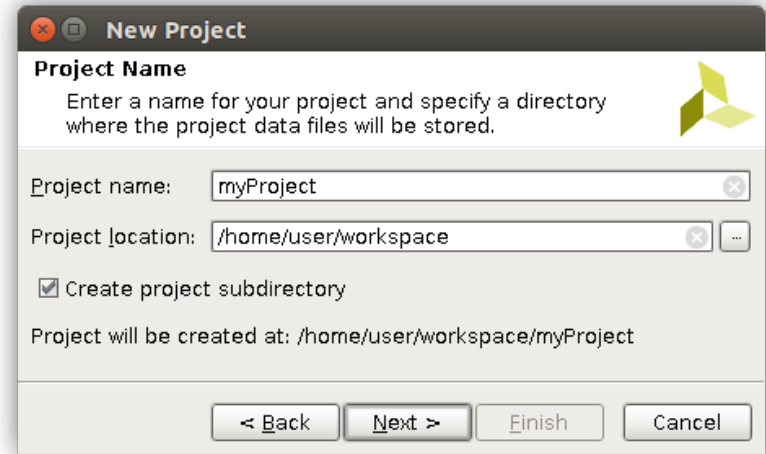 New Project
Project Name
Enter a name for your project and specify a directory
where the project data files will be stored.
Project name: myProject
Project location: /home/user/workspace ...
Create project subdirectory
Project will be created at: /home/user/workspace/myProject
< Back Next > Finish Cancel